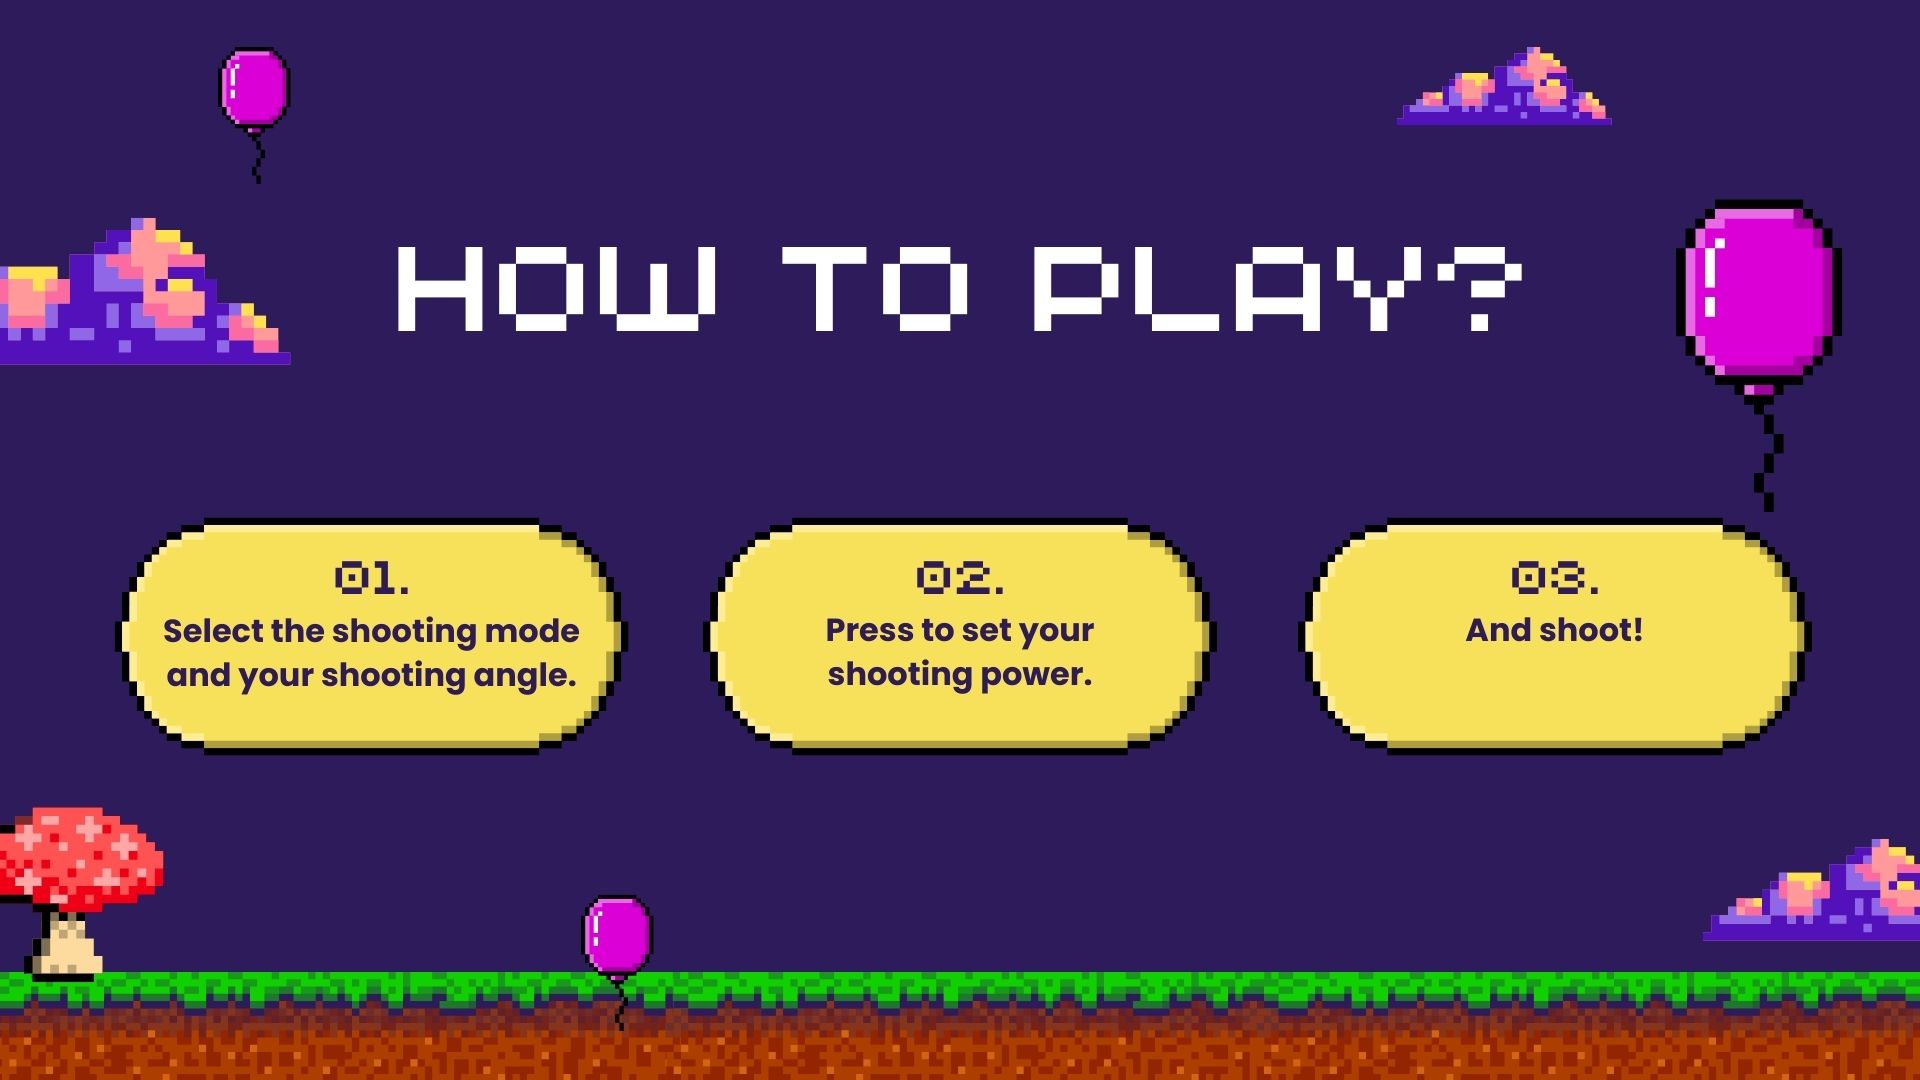 HOW TO PLAY?
01.
Select the shooting mode
and your shooting angle.
02.
Press to set your
shooting power.
03.
And shoot!